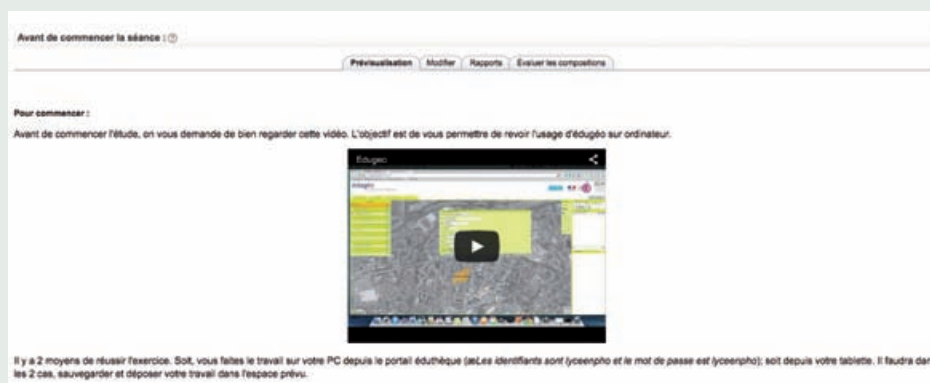 Avant de commencer la séance :
Prévisualisation Modifier Rapports Évaluer les compositions
Pour commencer :
Avant de commencer l'étude, on vous demande de bien regarder cette vidéo. L'objectif est de vous permettre de revoir l'usage d'édugéo sur ordinateur.
Edugeo
Il y a 2 moyens de réussir l'exercice. Soit, vous faites le travail sur votre PC depuis le portail éduthèque (æLes identifiants sont lyceenpho et le mot de passe est lyceenpho); soit depuis votre tablette. Il faudra dan
les 2 cas, sauvegarder et déposer votre travail dans l'espace prévu.